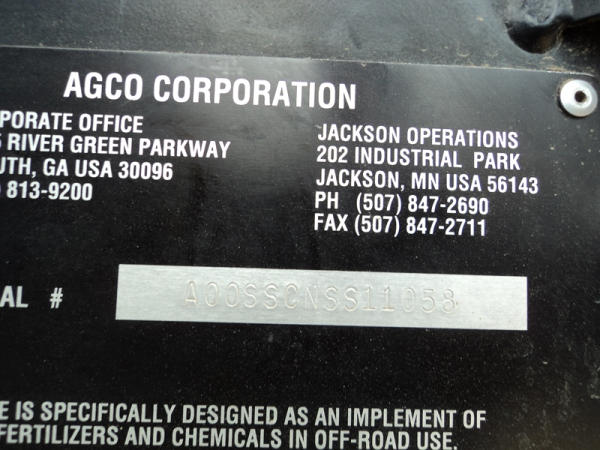 AGCO CORPORATION
RPORATE OFFICE
5 RIVER GREEN PARKWAY
UTH, GA USA 30096
) 813-9200
JACKSON OPERATIONS
202 INDUSTRIAL PARK
JACKSON, MN USA 56143
PH (507) 847-2690
FAX (507) 847-2711
AL # A00SSCNSS11058
E IS SPECIFICALLY DESIGNED AS AN IMPLEMENT OF
FERTILIZERS AND CHEMICALS IN OFF-ROAD USE.